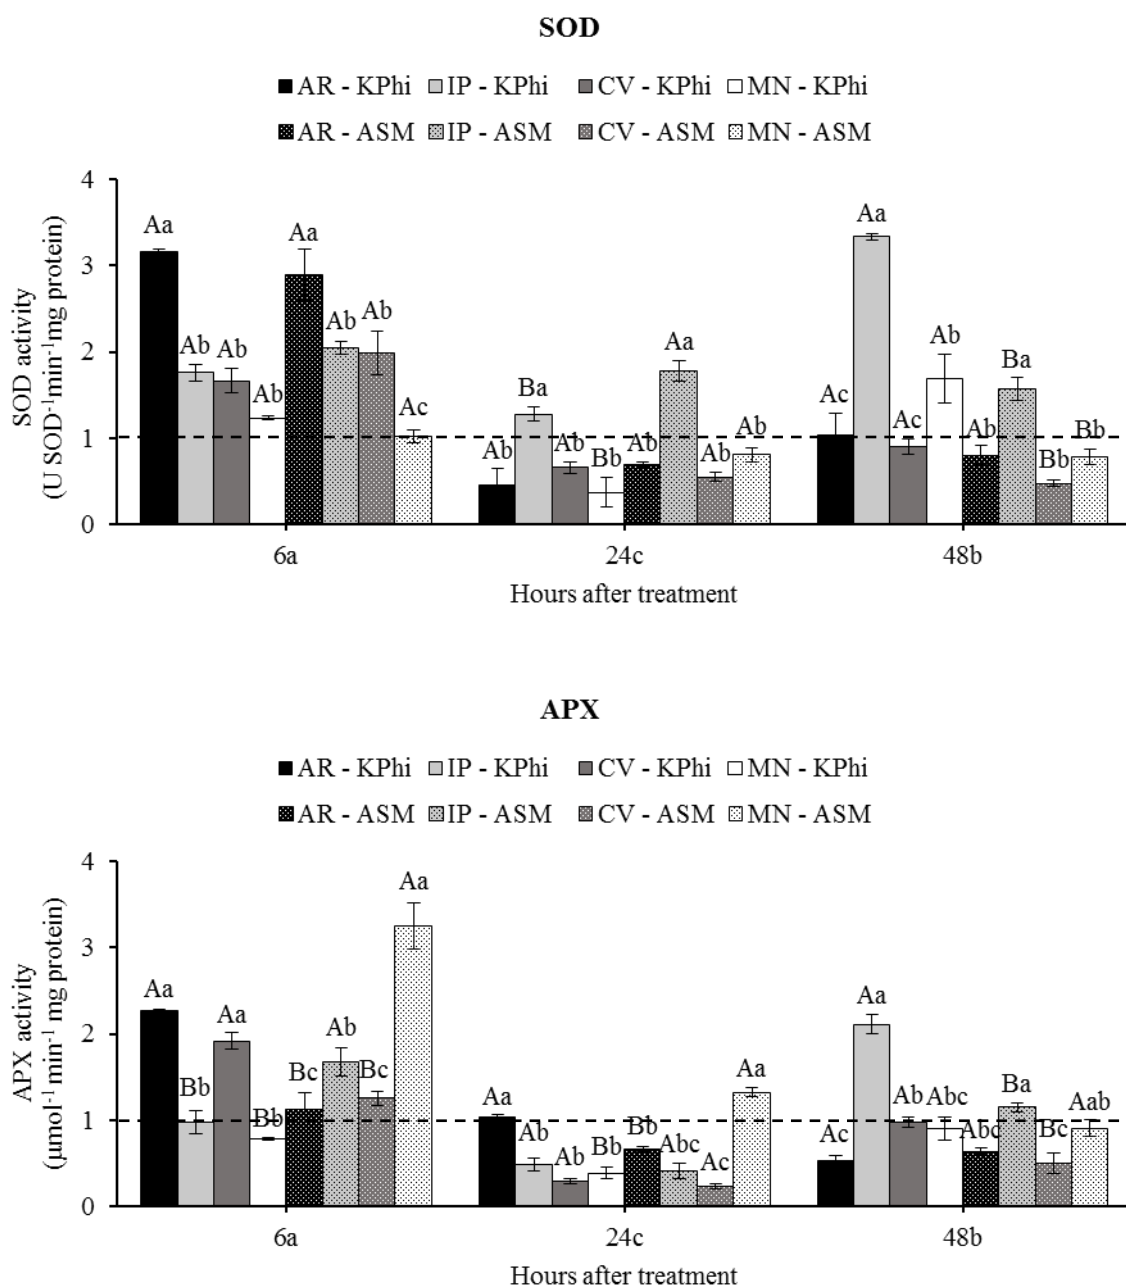 SOD
AR - KPhi IP - KPhi CV - KPhi MN - KPhi
AR - ASM IP - ASM CV - ASM MN - ASM
SOD activity
(U SOD⁻¹min⁻¹mg protein)
4
3
2
1
0
Aa Ab Ab Ab Aa Ab Ab Ac
Ab Ba Ab Bb Ab Aa Ab Ab
Ac Aa Ac Ab Ab Ba Bb Bb
6a 24c 48b
Hours after treatment
APX
AR - KPhi IP - KPhi CV - KPhi MN - KPhi
AR - ASM IP - ASM CV - ASM MN - ASM
APX activity
(µmol⁻¹ min⁻¹ mg protein)
4
3
2
1
0
Aa Bb Aa Bb Bc Ab Bc Aa
Aa Ab Ab Bb Bb Abc Ac Aa
Ac Aa Ab Abc Abc Ba Bc Aab
6a 24c 48b
Hours after treatment